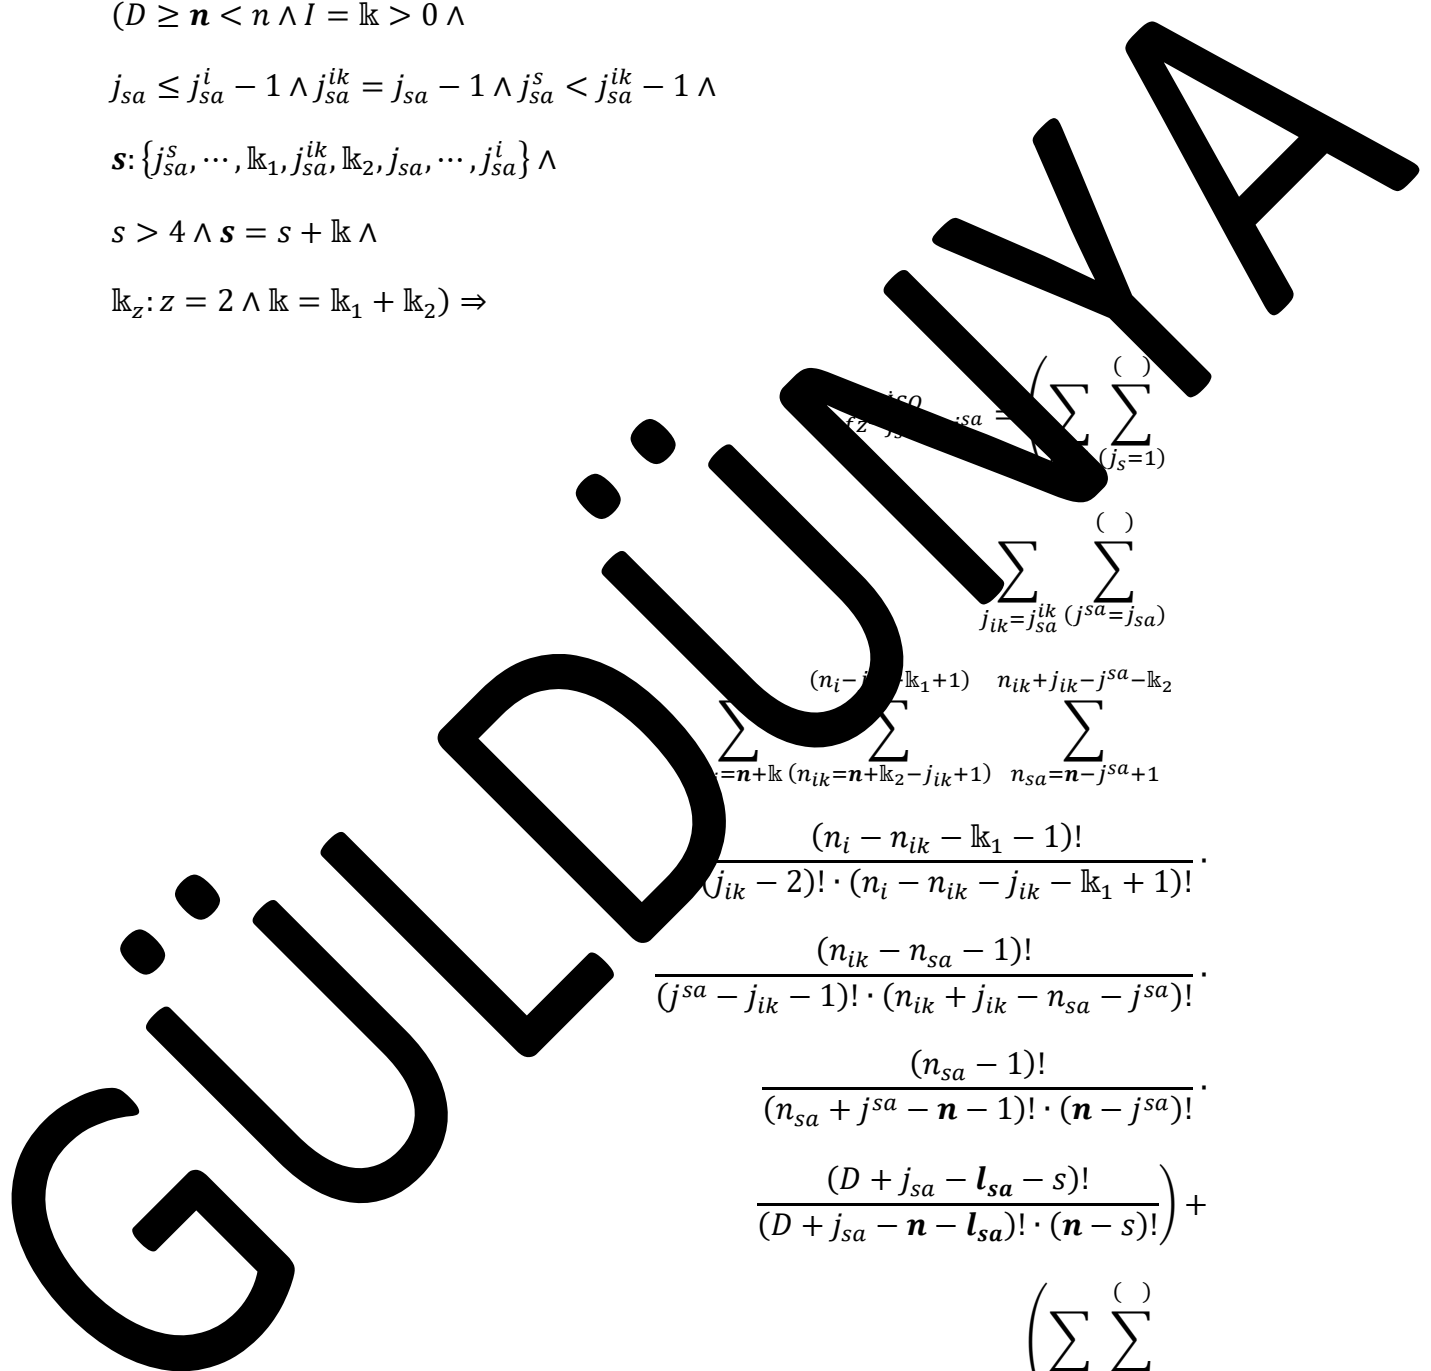 (D ≥ 𝒏 < n ∧ I = 𝕜 > 0 ∧
j_{sa} ≤ j_{sa}^{i} − 1 ∧ j_{sa}^{ik} = j_{sa} − 1 ∧ j_{sa}^{s} < j_{sa}^{ik} − 1 ∧
𝒔: {j_{sa}^{s}, ⋯, 𝕜_1, j_{sa}^{ik}, 𝕜_2, j_{sa}, ⋯, j_{sa}^{i}} ∧
s > 4 ∧ 𝒔 = s + 𝕜 ∧
𝕜_z: z = 2 ∧ 𝕜 = 𝕜_1 + 𝕜_2) ⇒
= (∑ ∑_{(j_s=1)}^{( )}
∑_{j_{ik}=j_{sa}^{ik}} ∑_{(j^{sa}=j_{sa})}^{( )}
∑_{=𝒏+𝕜} ∑_{(n_{ik}=𝒏+𝕜_2−j_{ik}+1)}^{(n_i− 𝕜_1+1)} ∑_{n_{sa}=𝒏−j^{sa}+1}^{n_{ik}+j_{ik}−j^{sa}−𝕜_2}
(n_i − n_{ik} − 𝕜_1 − 1)!
(j_{ik} − 2)! · (n_i − n_{ik} − j_{ik} − 𝕜_1 + 1)! ·
(n_{ik} − n_{sa} − 1)!
(j^{sa} − j_{ik} − 1)! · (n_{ik} + j_{ik} − n_{sa} − j^{sa})! ·
(n_{sa} − 1)!
(n_{sa} + j^{sa} − 𝒏 − 1)! · (𝒏 − j^{sa})! ·
(D + j_{sa} − 𝒍_{𝒔𝒂} − s)!
(D + j_{sa} − 𝒏 − 𝒍_{𝒔𝒂})! · (𝒏 − s)!) +
(∑ ∑^{( )}
GÜLDÜNYA